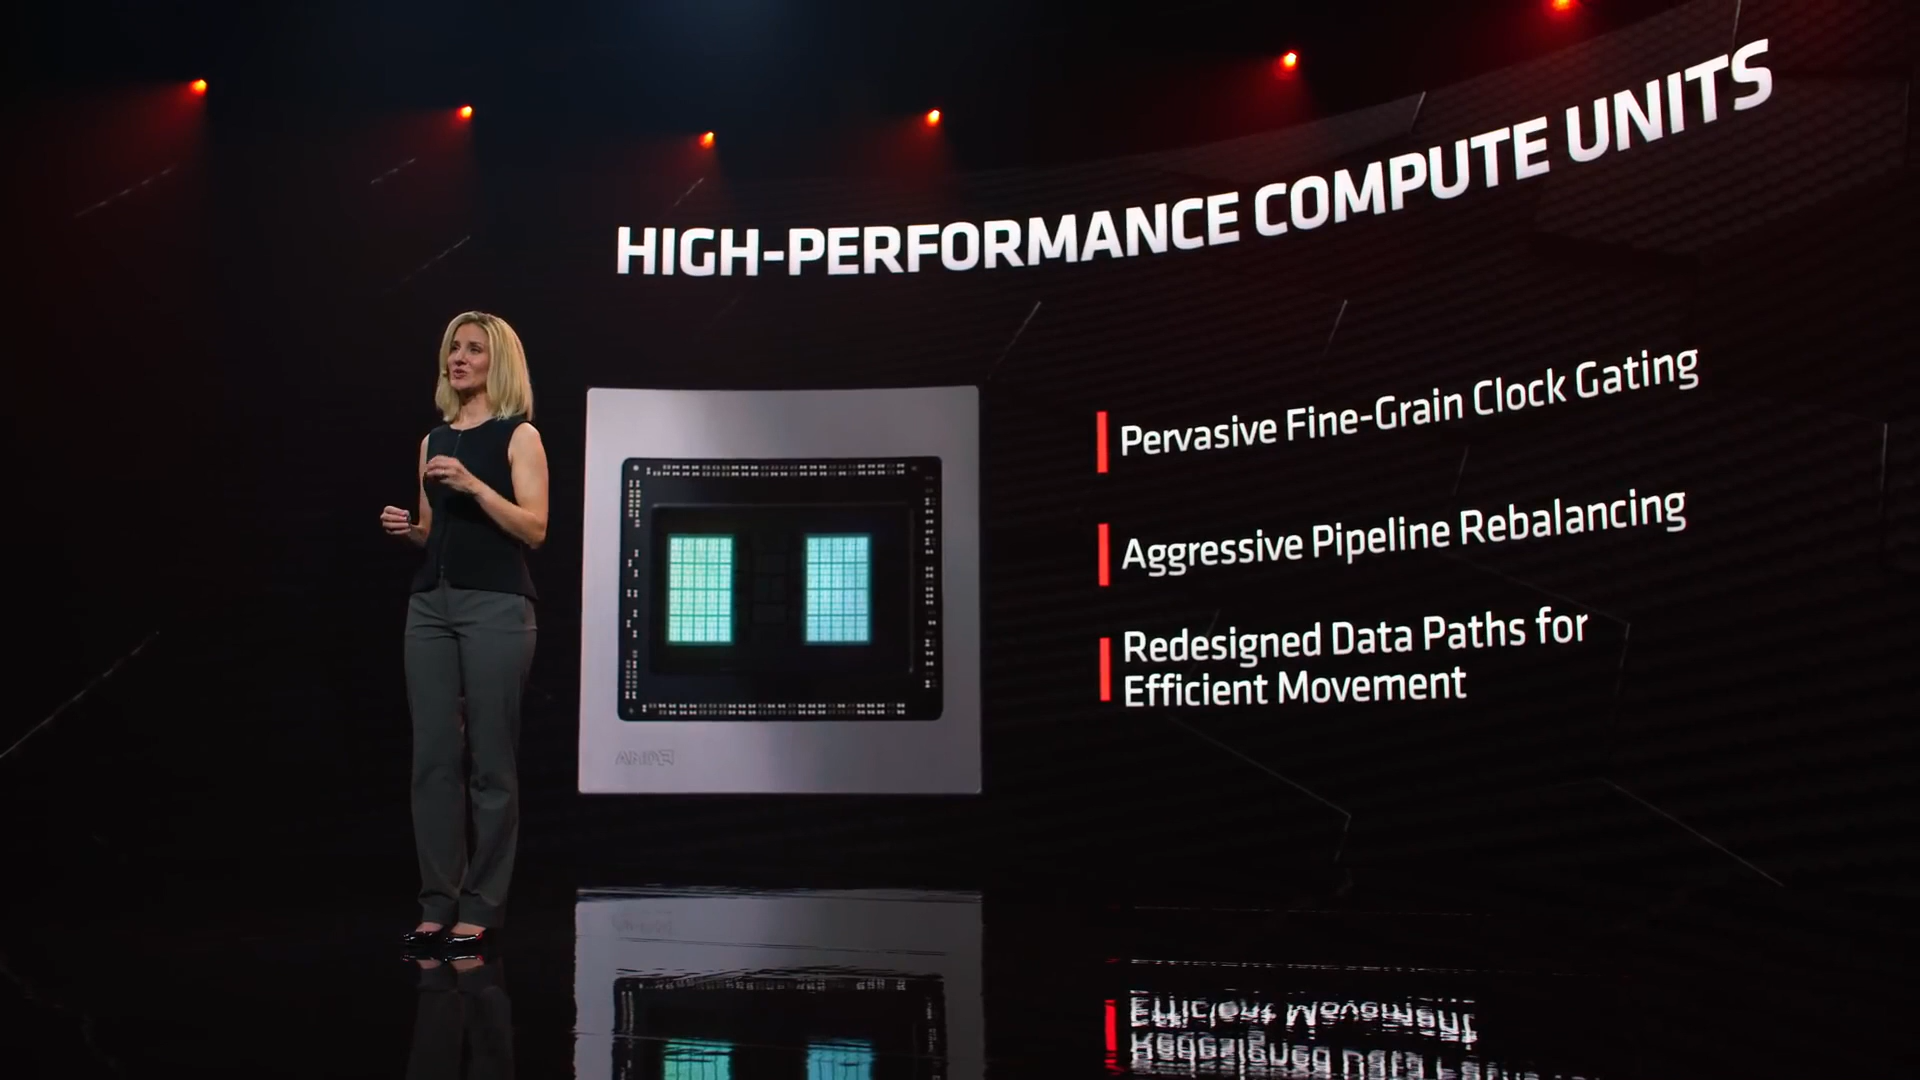 HIGH-PERFORMANCE COMPUTE UNITS
Pervasive Fine-Grain Clock Gating
Aggressive Pipeline Rebalancing
Redesigned Data Paths for
Efficient Movement